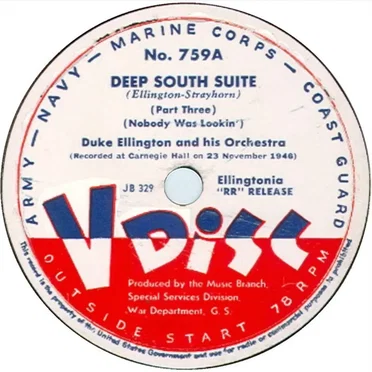 ARMY — NAVY — MARINE CORPS — COAST GUARD
No. 759A
DEEP SOUTH SUITE
(Ellington-Strayhorn)
(Part Three)
(Nobody Was Lookin')
Duke Ellington and his Orchestra
(Recorded at Carnegie Hall on 23 November 1946)
JB 329
Ellingtonia
"RR" RELEASE
V DiSC
Produced by the Music Branch,
Special Services Division,
War Department, G. S.
OUTSIDE START 78 RPM
This record is the property of the United States Government and use for radio or commercial purposes is prohibited